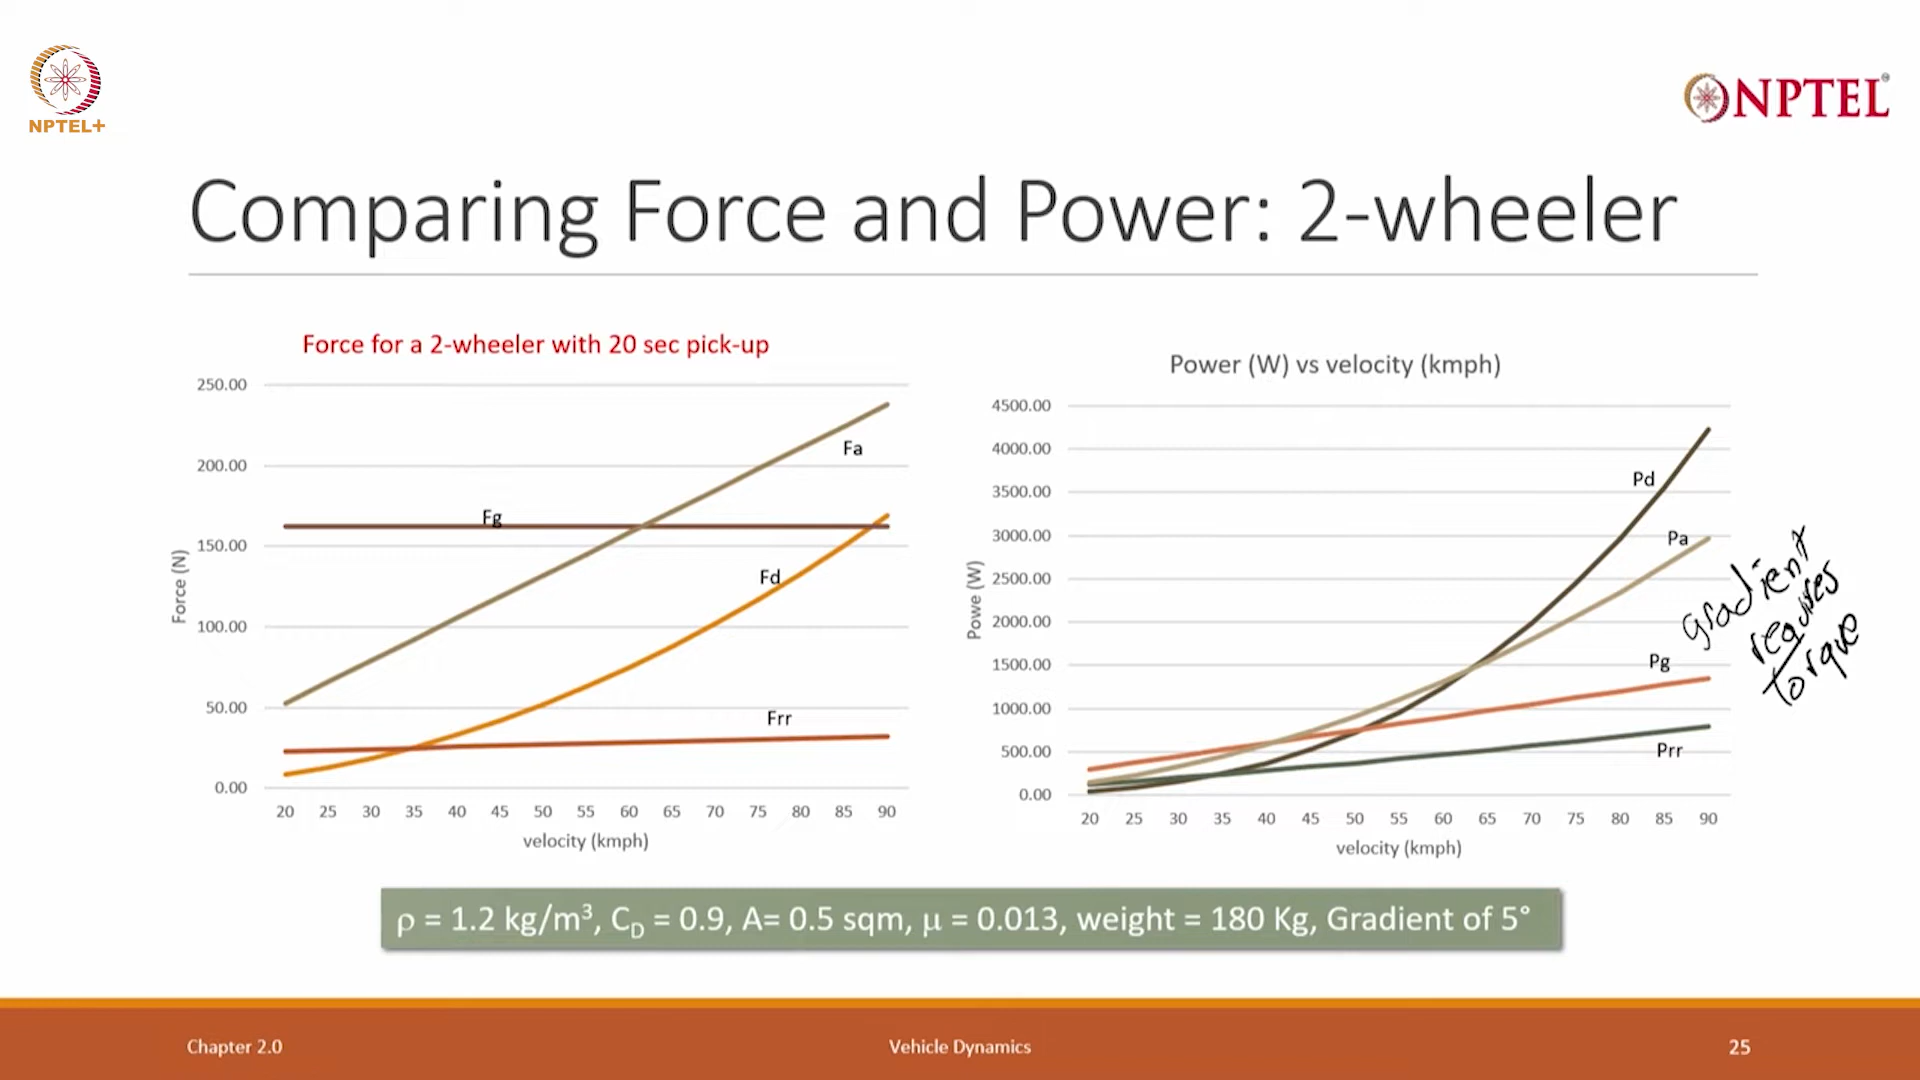 NPTEL+
NPTEL
Comparing Force and Power: 2-wheeler
Force for a 2-wheeler with 20 sec pick-up
250.00
200.00
150.00
100.00
50.00
0.00
Force (N)
Fa
Fg
Fd
Frr
20 25 30 35 40 45 50 55 60 65 70 75 80 85 90
velocity (kmph)
Power (W) vs velocity (kmph)
4500.00
4000.00
3500.00
3000.00
2500.00
2000.00
1500.00
1000.00
500.00
0.00
Powe (W)
Pd
Pa
Pg
Prr
20 25 30 35 40 45 50 55 60 65 70 75 80 85 90
velocity (kmph)
gradient
requires
torque
ρ = 1.2 kg/m³, C_D = 0.9, A= 0.5 sqm, μ = 0.013, weight = 180 Kg, Gradient of 5°
Chapter 2.0
Vehicle Dynamics
25